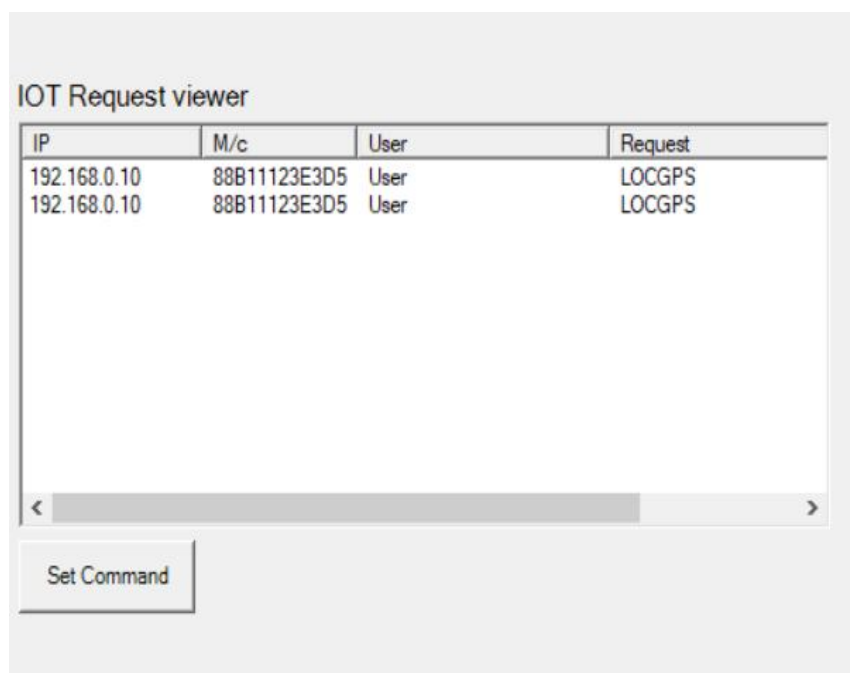 IOT Request viewer
IP M/c User Request
192.168.0.10 88B11123E3D5 User LOCGPS
192.168.0.10 88B11123E3D5 User LOCGPS
Set Command